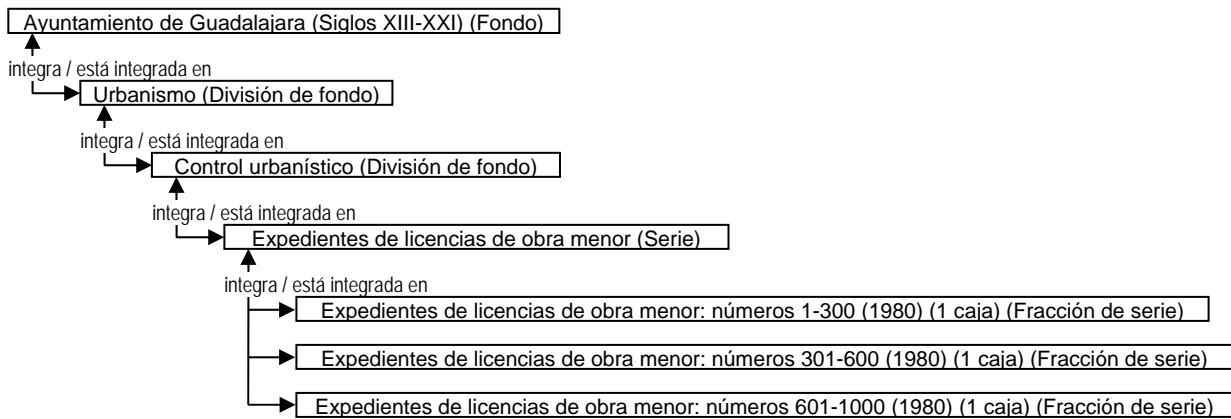 Ayuntamiento de Guadalajara (Siglos XIII-XXI) (Fondo)
integra / está integrada en
Urbanismo (División de fondo)
integra / está integrada en
Control urbanístico (División de fondo)
integra / está integrada en
Expedientes de licencias de obra menor (Serie)
integra / está integrada en
Expedientes de licencias de obra menor: números 1-300 (1980) (1 caja) (Fracción de serie)
Expedientes de licencias de obra menor: números 301-600 (1980) (1 caja) (Fracción de serie)
Expedientes de licencias de obra menor: números 601-1000 (1980) (1 caja) (Fracción de serie)